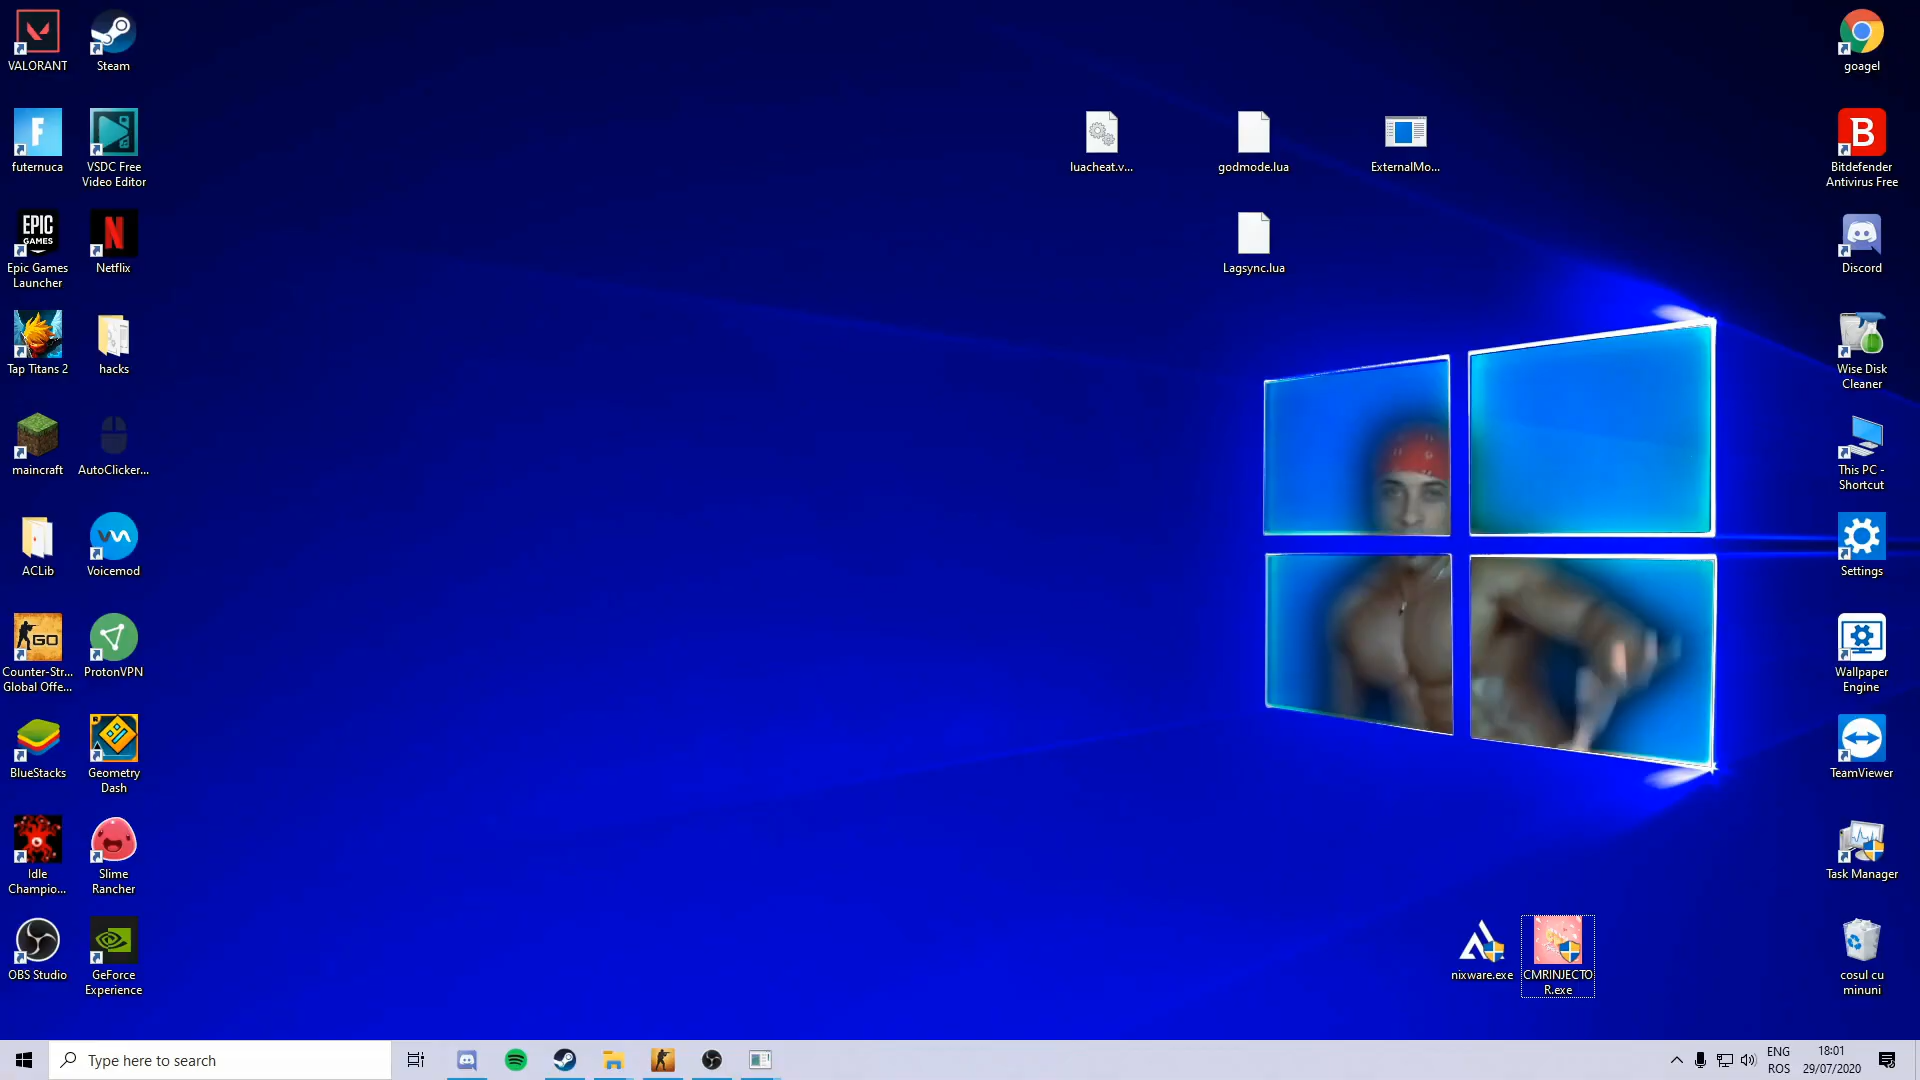 VALORANT
Steam
goagel
futernuca
VSDC Free
Video Editor
luacheat.v...
godmode.lua
ExternalMo...
Bitdefender
Antivirus Free
EPIC
GAMES
Epic Games
Launcher
Netflix
Lagsync.lua
Discord
Tap Titans 2
hacks
Wise Disk
Cleaner
maincraft
AutoClicker...
This PC -
Shortcut
ACLib
Voicemod
Settings
GO
Counter-Str...
Global Offe...
ProtonVPN
Wallpaper
Engine
BlueStacks
Geometry
Dash
TeamViewer
Idle
Champio...
Slime
Rancher
Task Manager
OBS Studio
GeForce
Experience
nixware.exe
CMRINJECTO
R.exe
cosul cu
minuni
Type here to search
ENG
ROS
18:01
29/07/2020